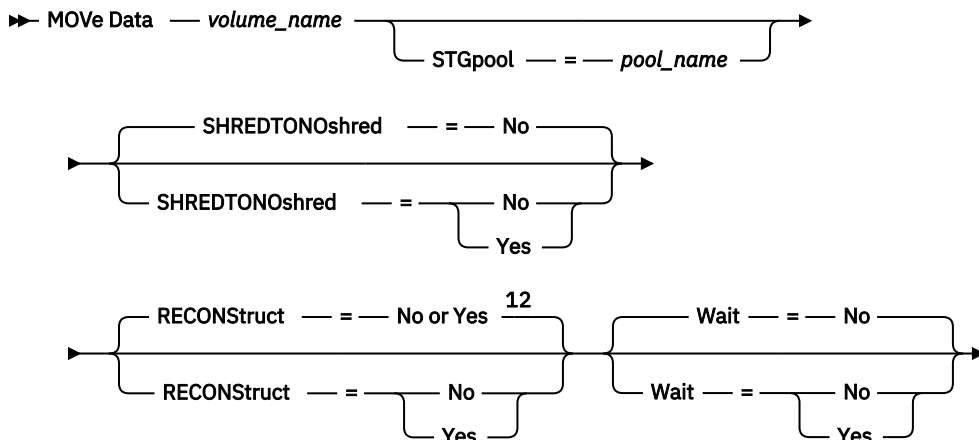 MOVe Data — volume_name
STGpool — = — pool_name
SHREDTONOshred — = — No
SHREDTONOshred — = — No
Yes
RECONStruct — = — No or Yes 12
Wait — = — No
RECONStruct — = — No
Yes
Wait — = — No
Yes